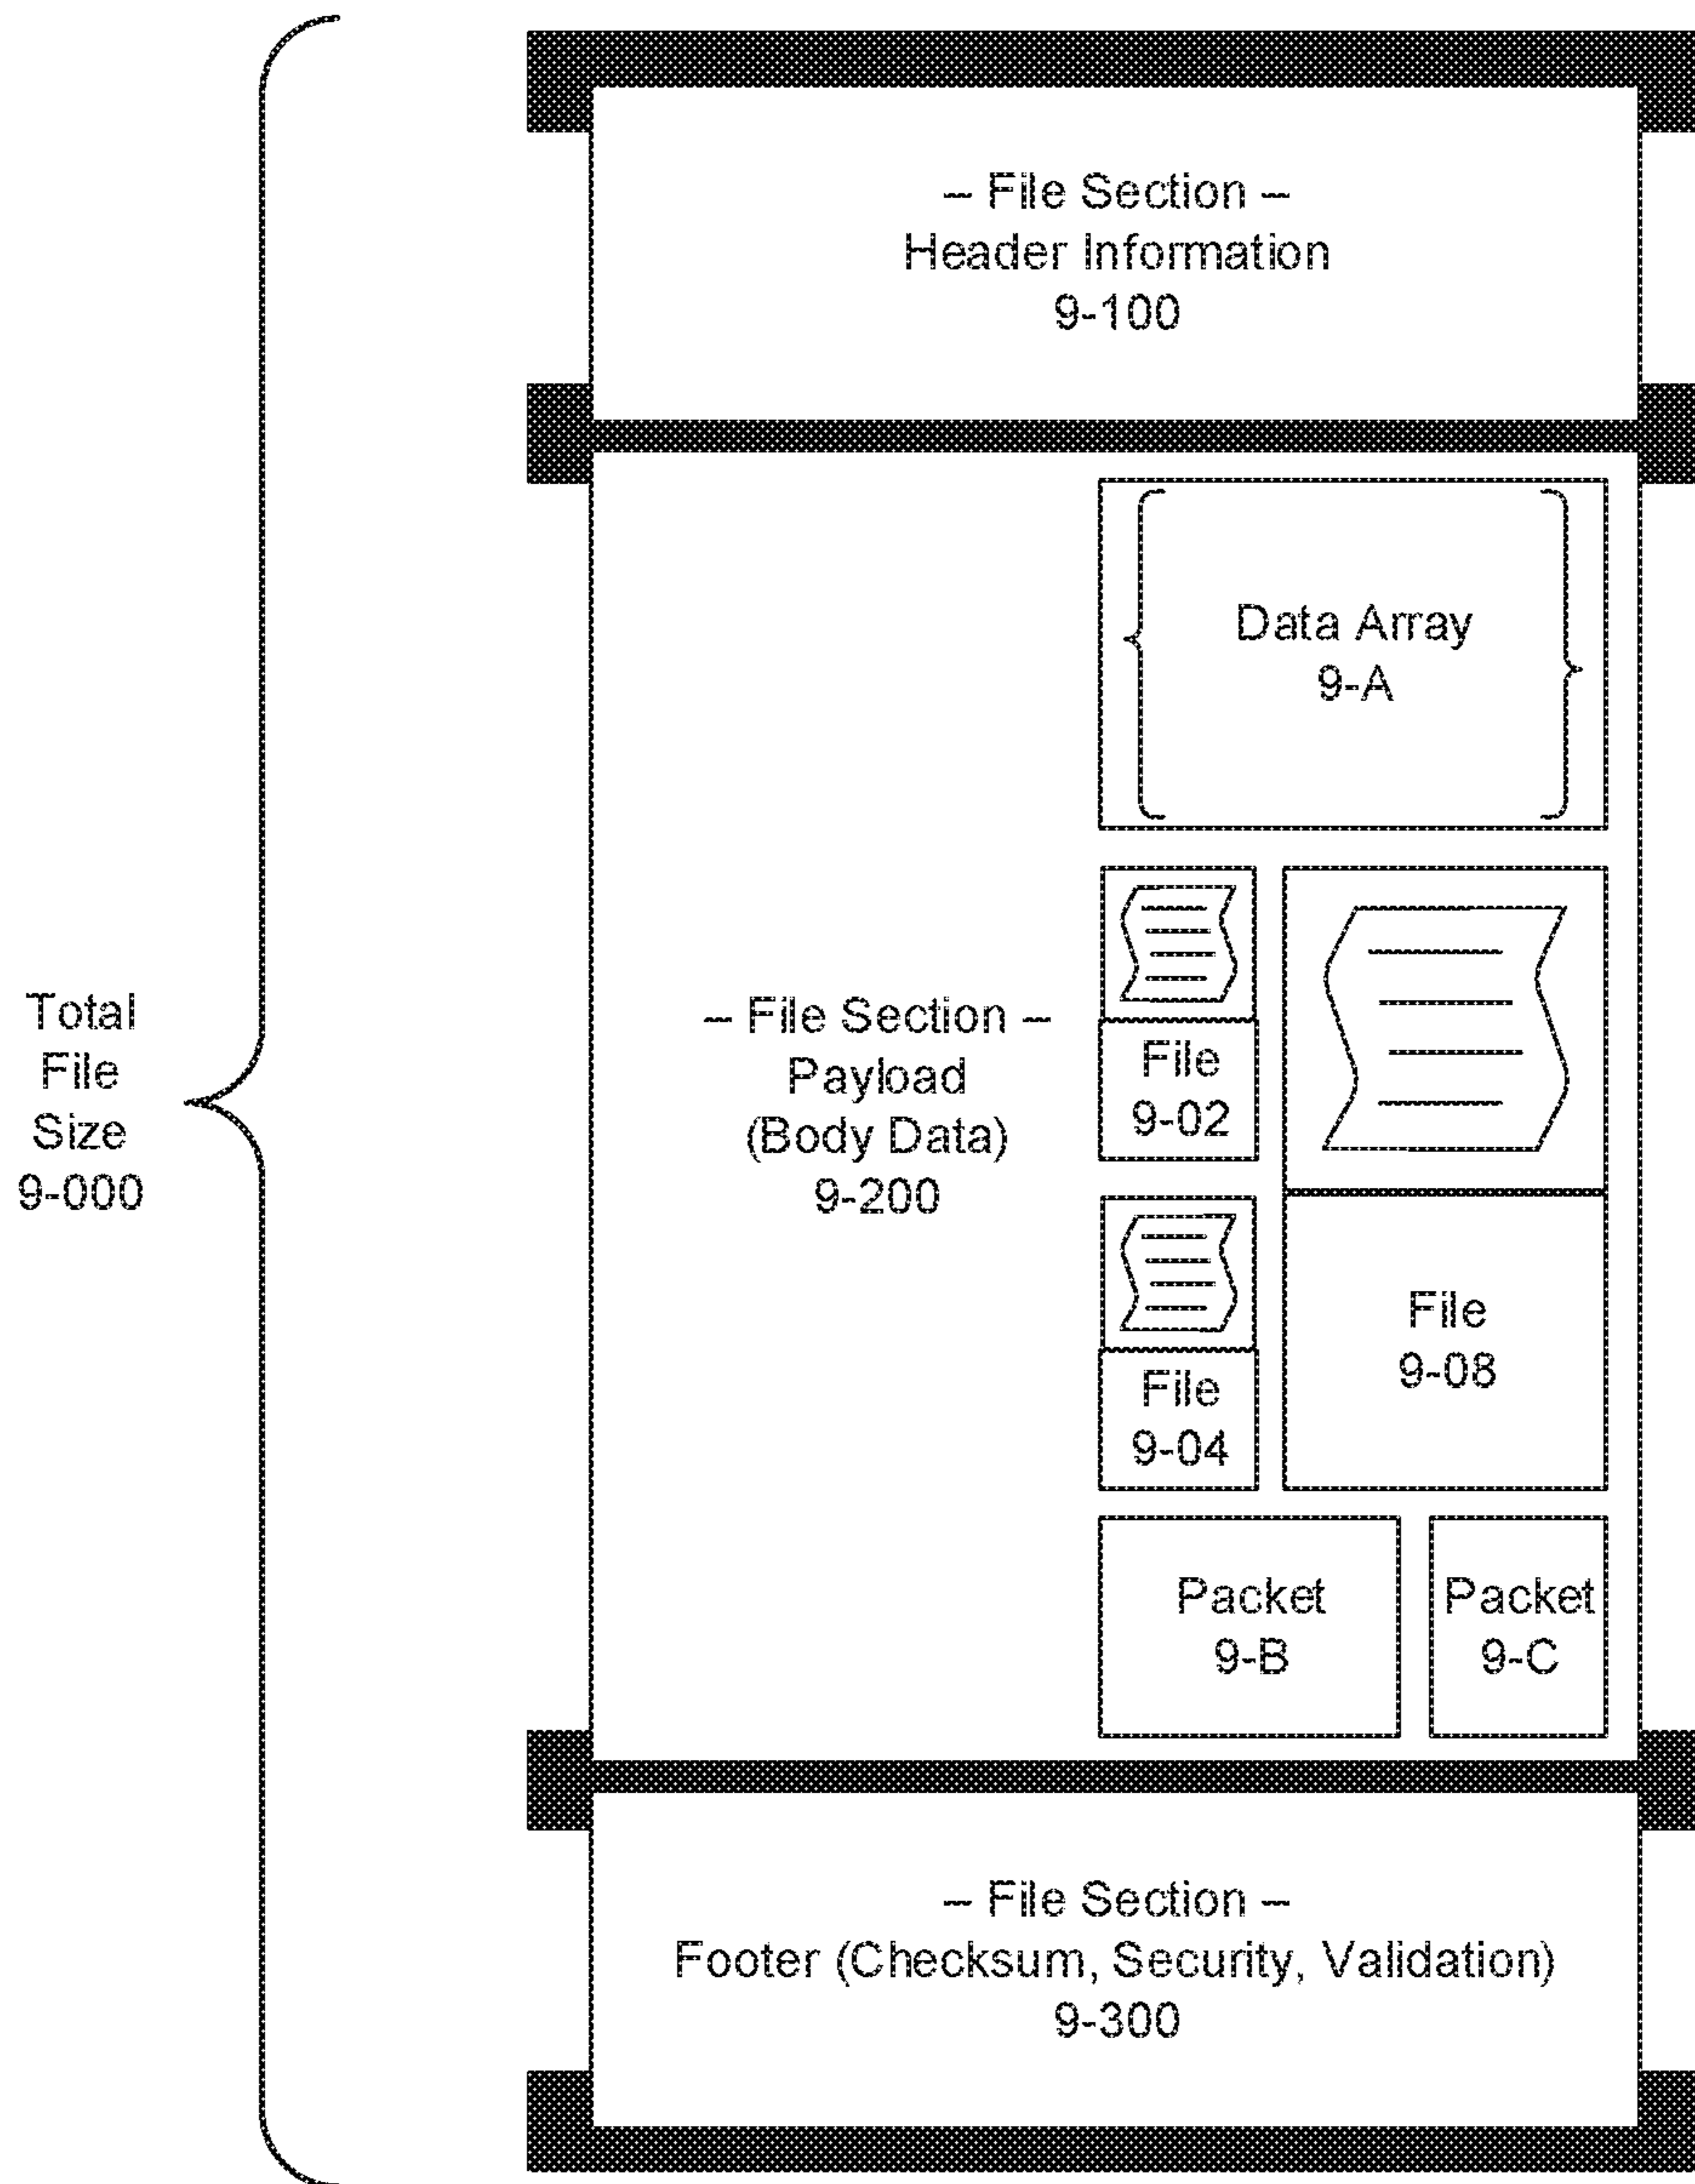 Total
File
Size
9-000
– File Section –
Header Information
9-100
– File Section –
Payload
(Body Data)
9-200
Data Array
9-A
File
9-02
File
9-04
File
9-08
Packet
9-B
Packet
9-C
– File Section –
Footer (Checksum, Security, Validation)
9-300